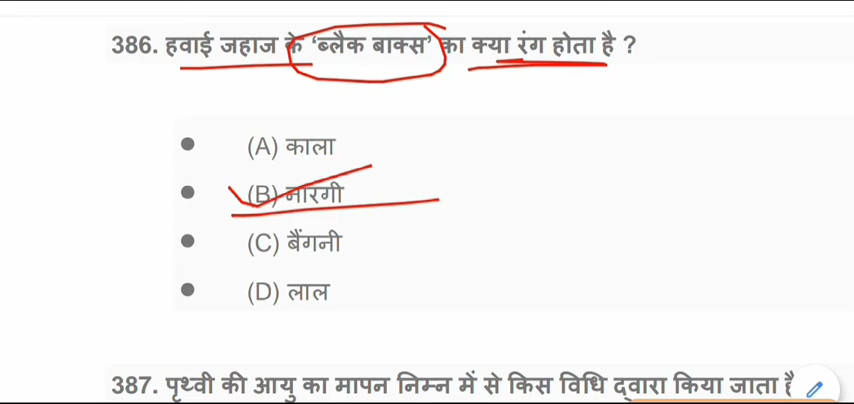 386. हवाई जहाज के ‘ब्लैक बाक्स’ का क्या रंग होता है ?
(A) काला
(B) नारंगी
(C) बैंगनी
(D) लाल
387. पृथ्वी की आयु का मापन निम्न में से किस विधि द्वारा किया जाता है